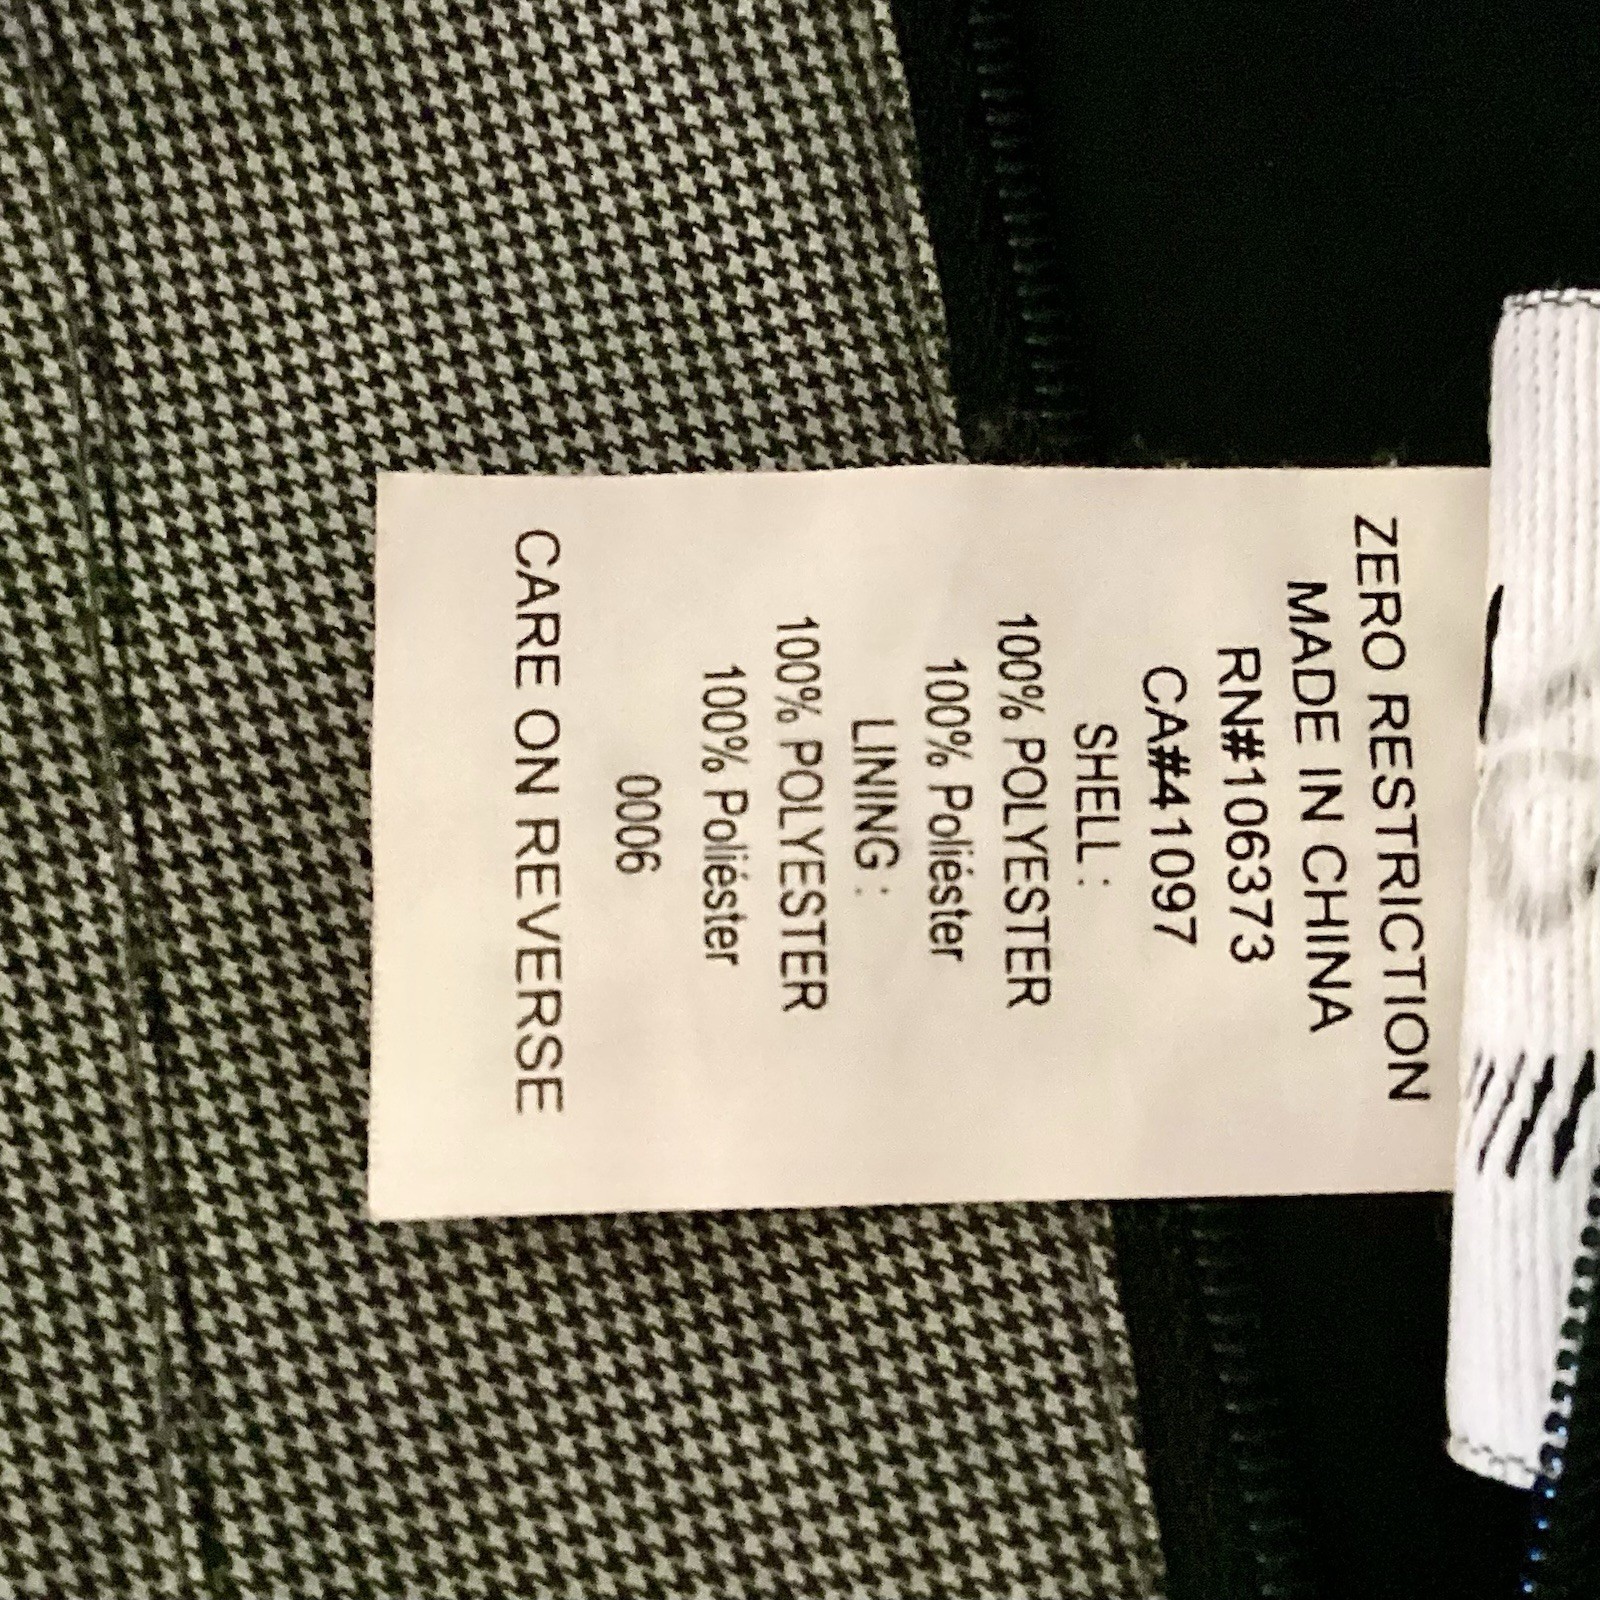 ZERO RESTRICTION
MADE IN CHINA
RN#106373
CA#41097
SHELL :
100% POLYESTER
100% Poliéster
LINING :
100% POLYESTER
100% Poliéster
0006
CARE ON REVERSE